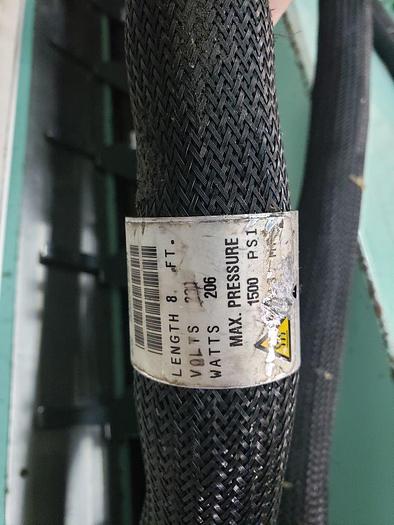 LENGTH 8 FT.
VOLTS
WATTS 206
MAX. PRESSURE
1500 PSI